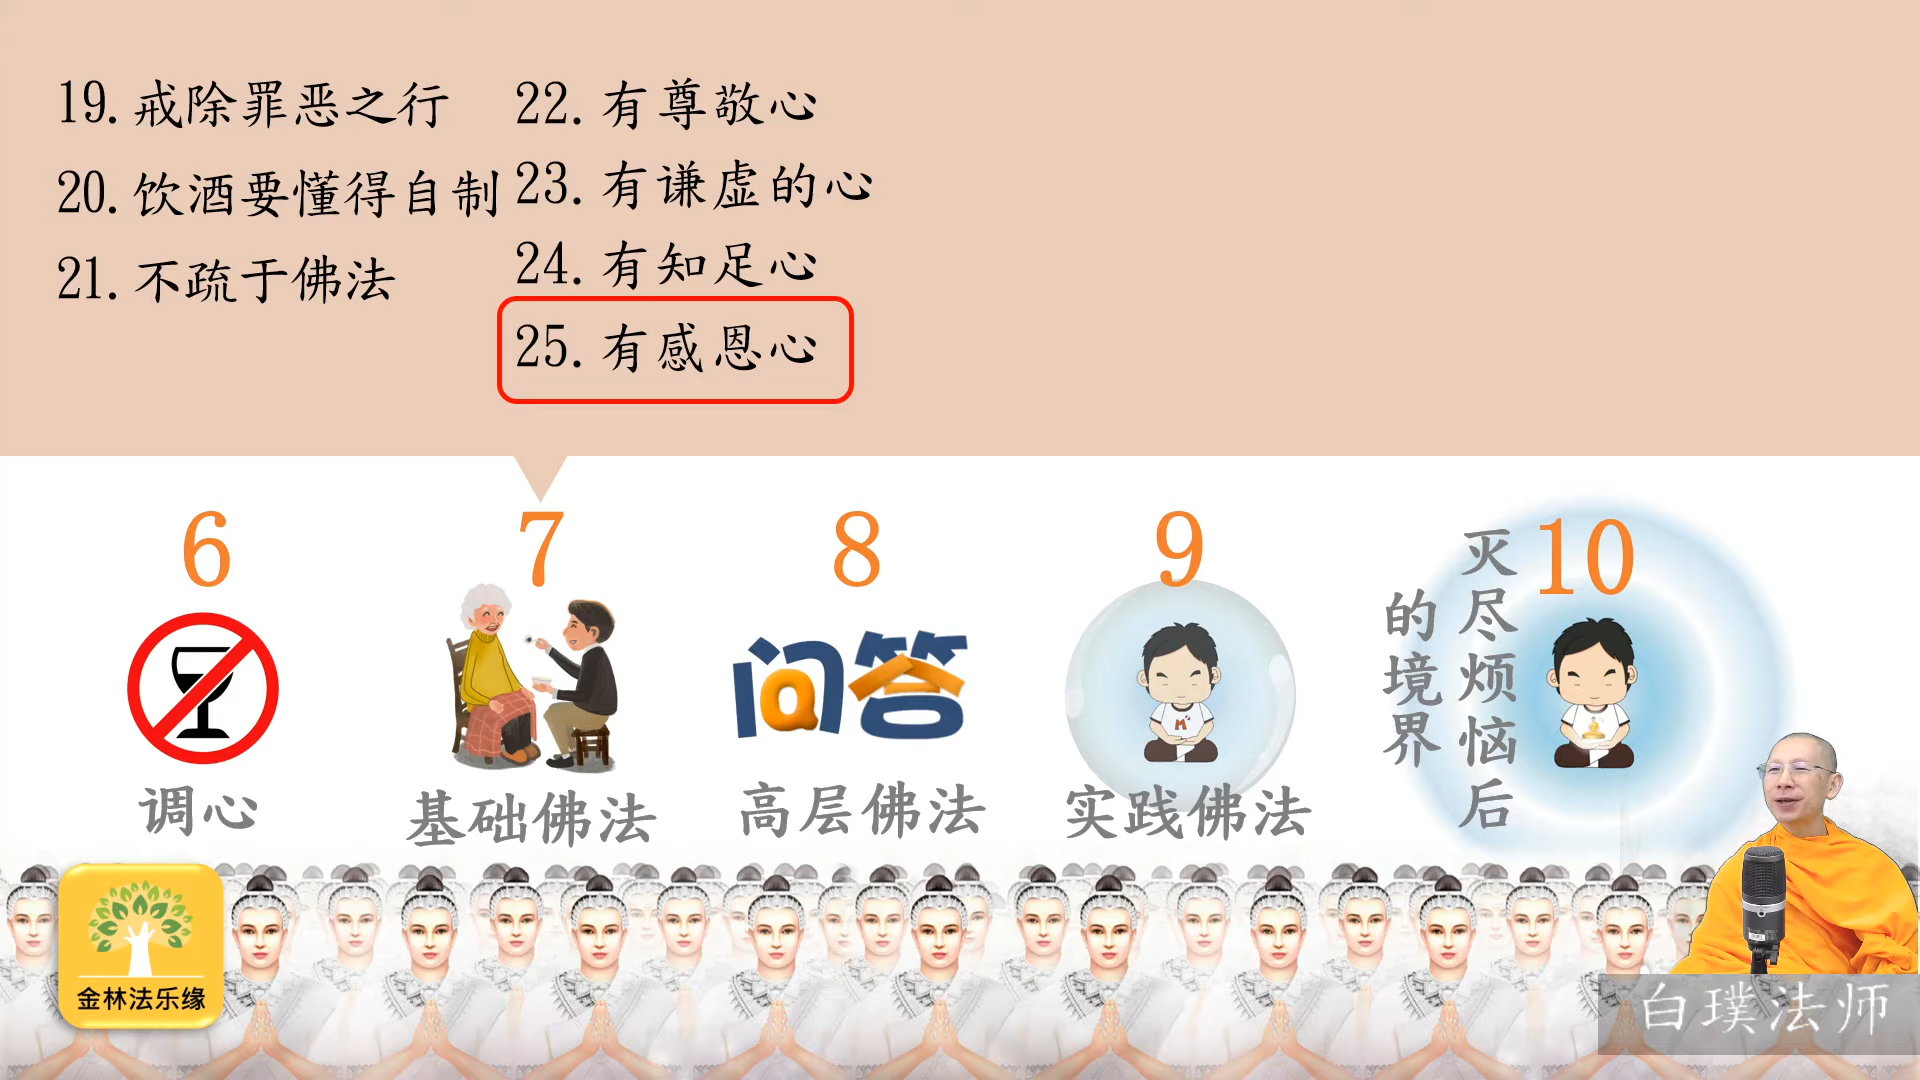 19. 戒除罪恶之行
20. 饮酒要懂得自制
21. 不疏于佛法
22. 有尊敬心
23. 有谦虚的心
24. 有知足心
25. 有感恩心
6
调心
7
基础佛法
8
问答
高层佛法
9
实践佛法
10
灭尽烦恼后
的境界
金林法乐缘
白璞法师